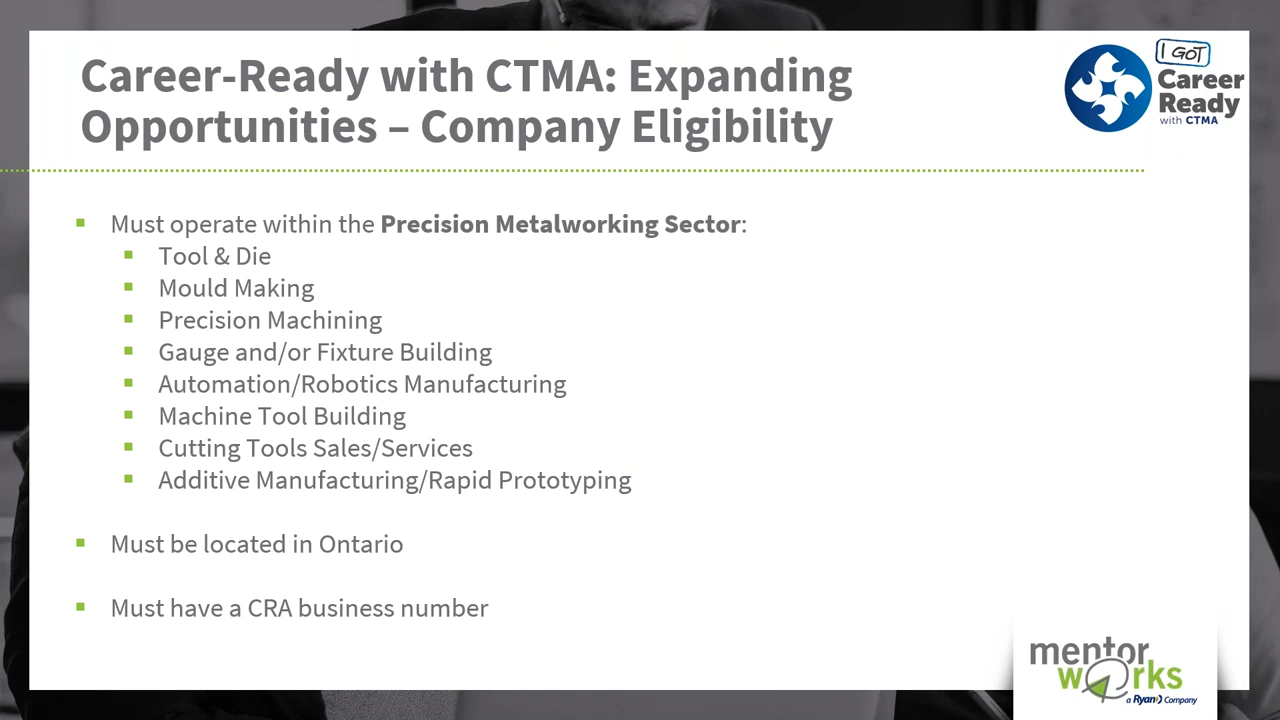 Career-Ready with CTMA: Expanding
Opportunities – Company Eligibility
I GOT
Career
Ready
with CTMA
Must operate within the Precision Metalworking Sector:
Tool & Die
Mould Making
Precision Machining
Gauge and/or Fixture Building
Automation/Robotics Manufacturing
Machine Tool Building
Cutting Tools Sales/Services
Additive Manufacturing/Rapid Prototyping
Must be located in Ontario
Must have a CRA business number
mentor
works
a Ryan Company